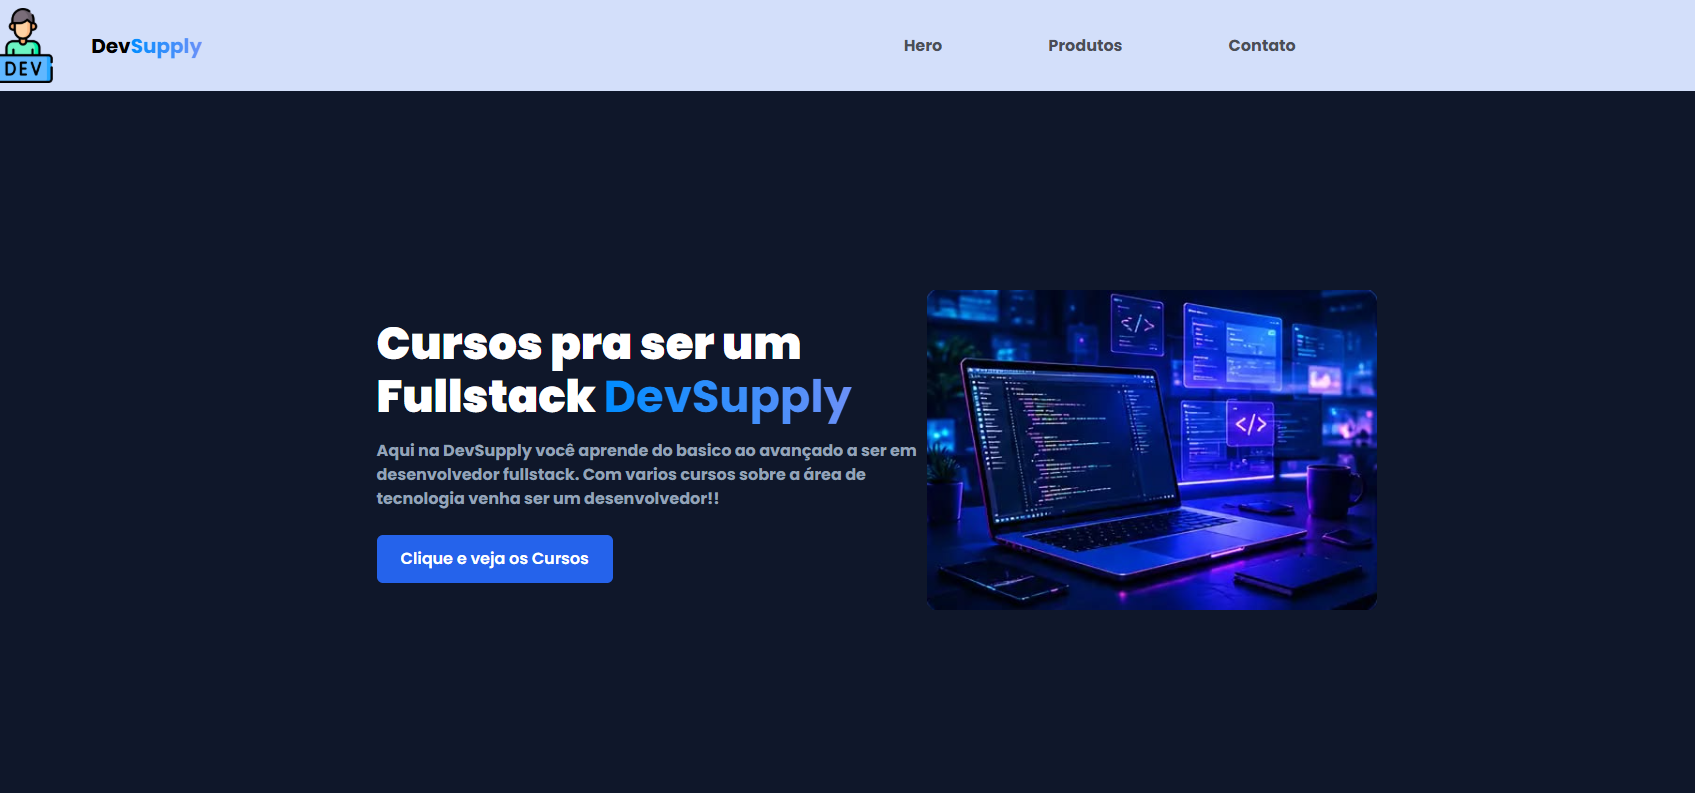 DEV
DevSupply
Hero
Produtos
Contato
Cursos pra ser um
Fullstack DevSupply
Aqui na DevSupply você aprende do basico ao avançado a ser em
desenvolvedor fullstack. Com varios cursos sobre a área de
tecnologia venha ser um desenvolvedor!!
Clique e veja os Cursos
</>
</>